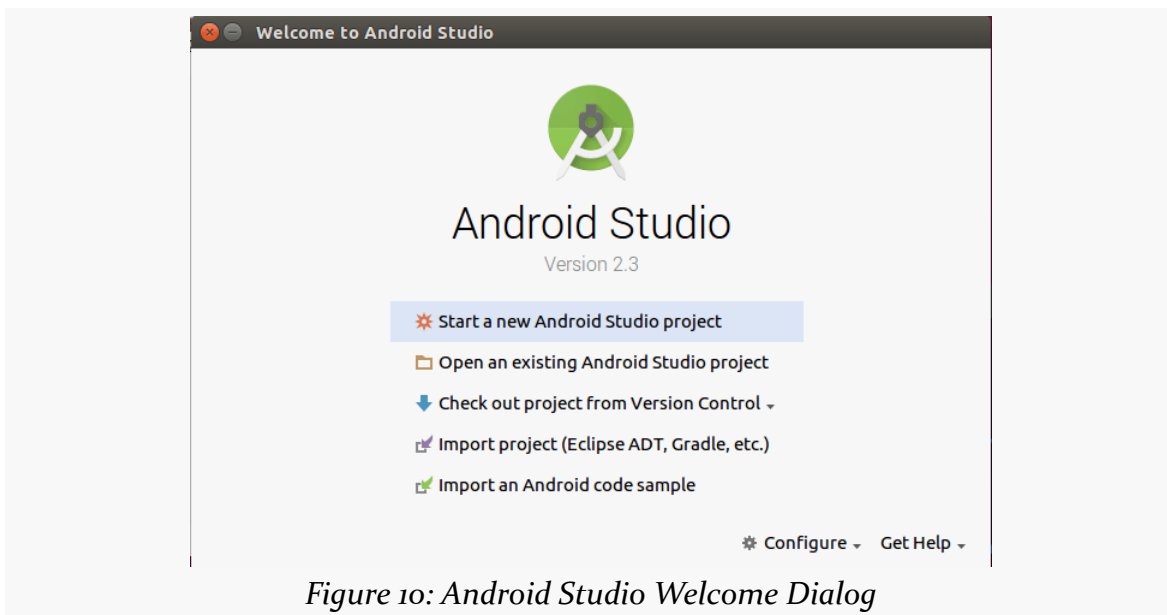 Welcome to Android Studio
Android Studio
Version 2.3
Start a new Android Studio project
Open an existing Android Studio project
Check out project from Version Control
Import project (Eclipse ADT, Gradle, etc.)
Import an Android code sample
Configure Get Help
Figure 10: Android Studio Welcome Dialog